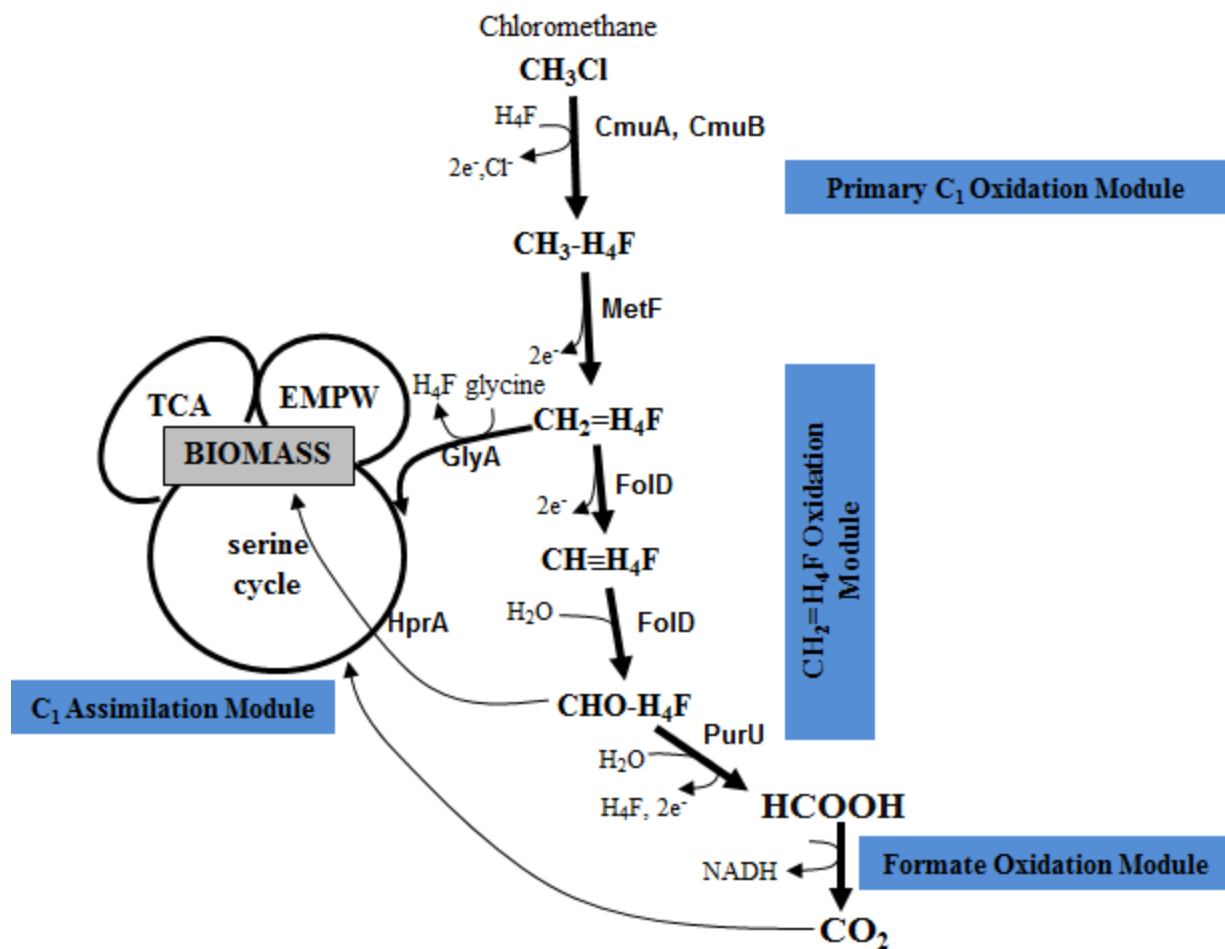 Chloromethane
CH₃Cl
H₄F
CmuA, CmuB
2e⁻,Cl⁻
Primary C₁ Oxidation Module
CH₃-H₄F
MetF
2e⁻
H₄F glycine
TCA
EMPW
CH₂=H₄F
BIOMASS
GlyA
FolD
2e⁻
CH₂=H₄F Oxidation
Module
serine
cycle
CH≡H₄F
H₂O
FolD
HprA
C₁ Assimilation Module
CHO-H₄F
PurU
H₂O
H₄F, 2e⁻
HCOOH
NADH
Formate Oxidation Module
CO₂